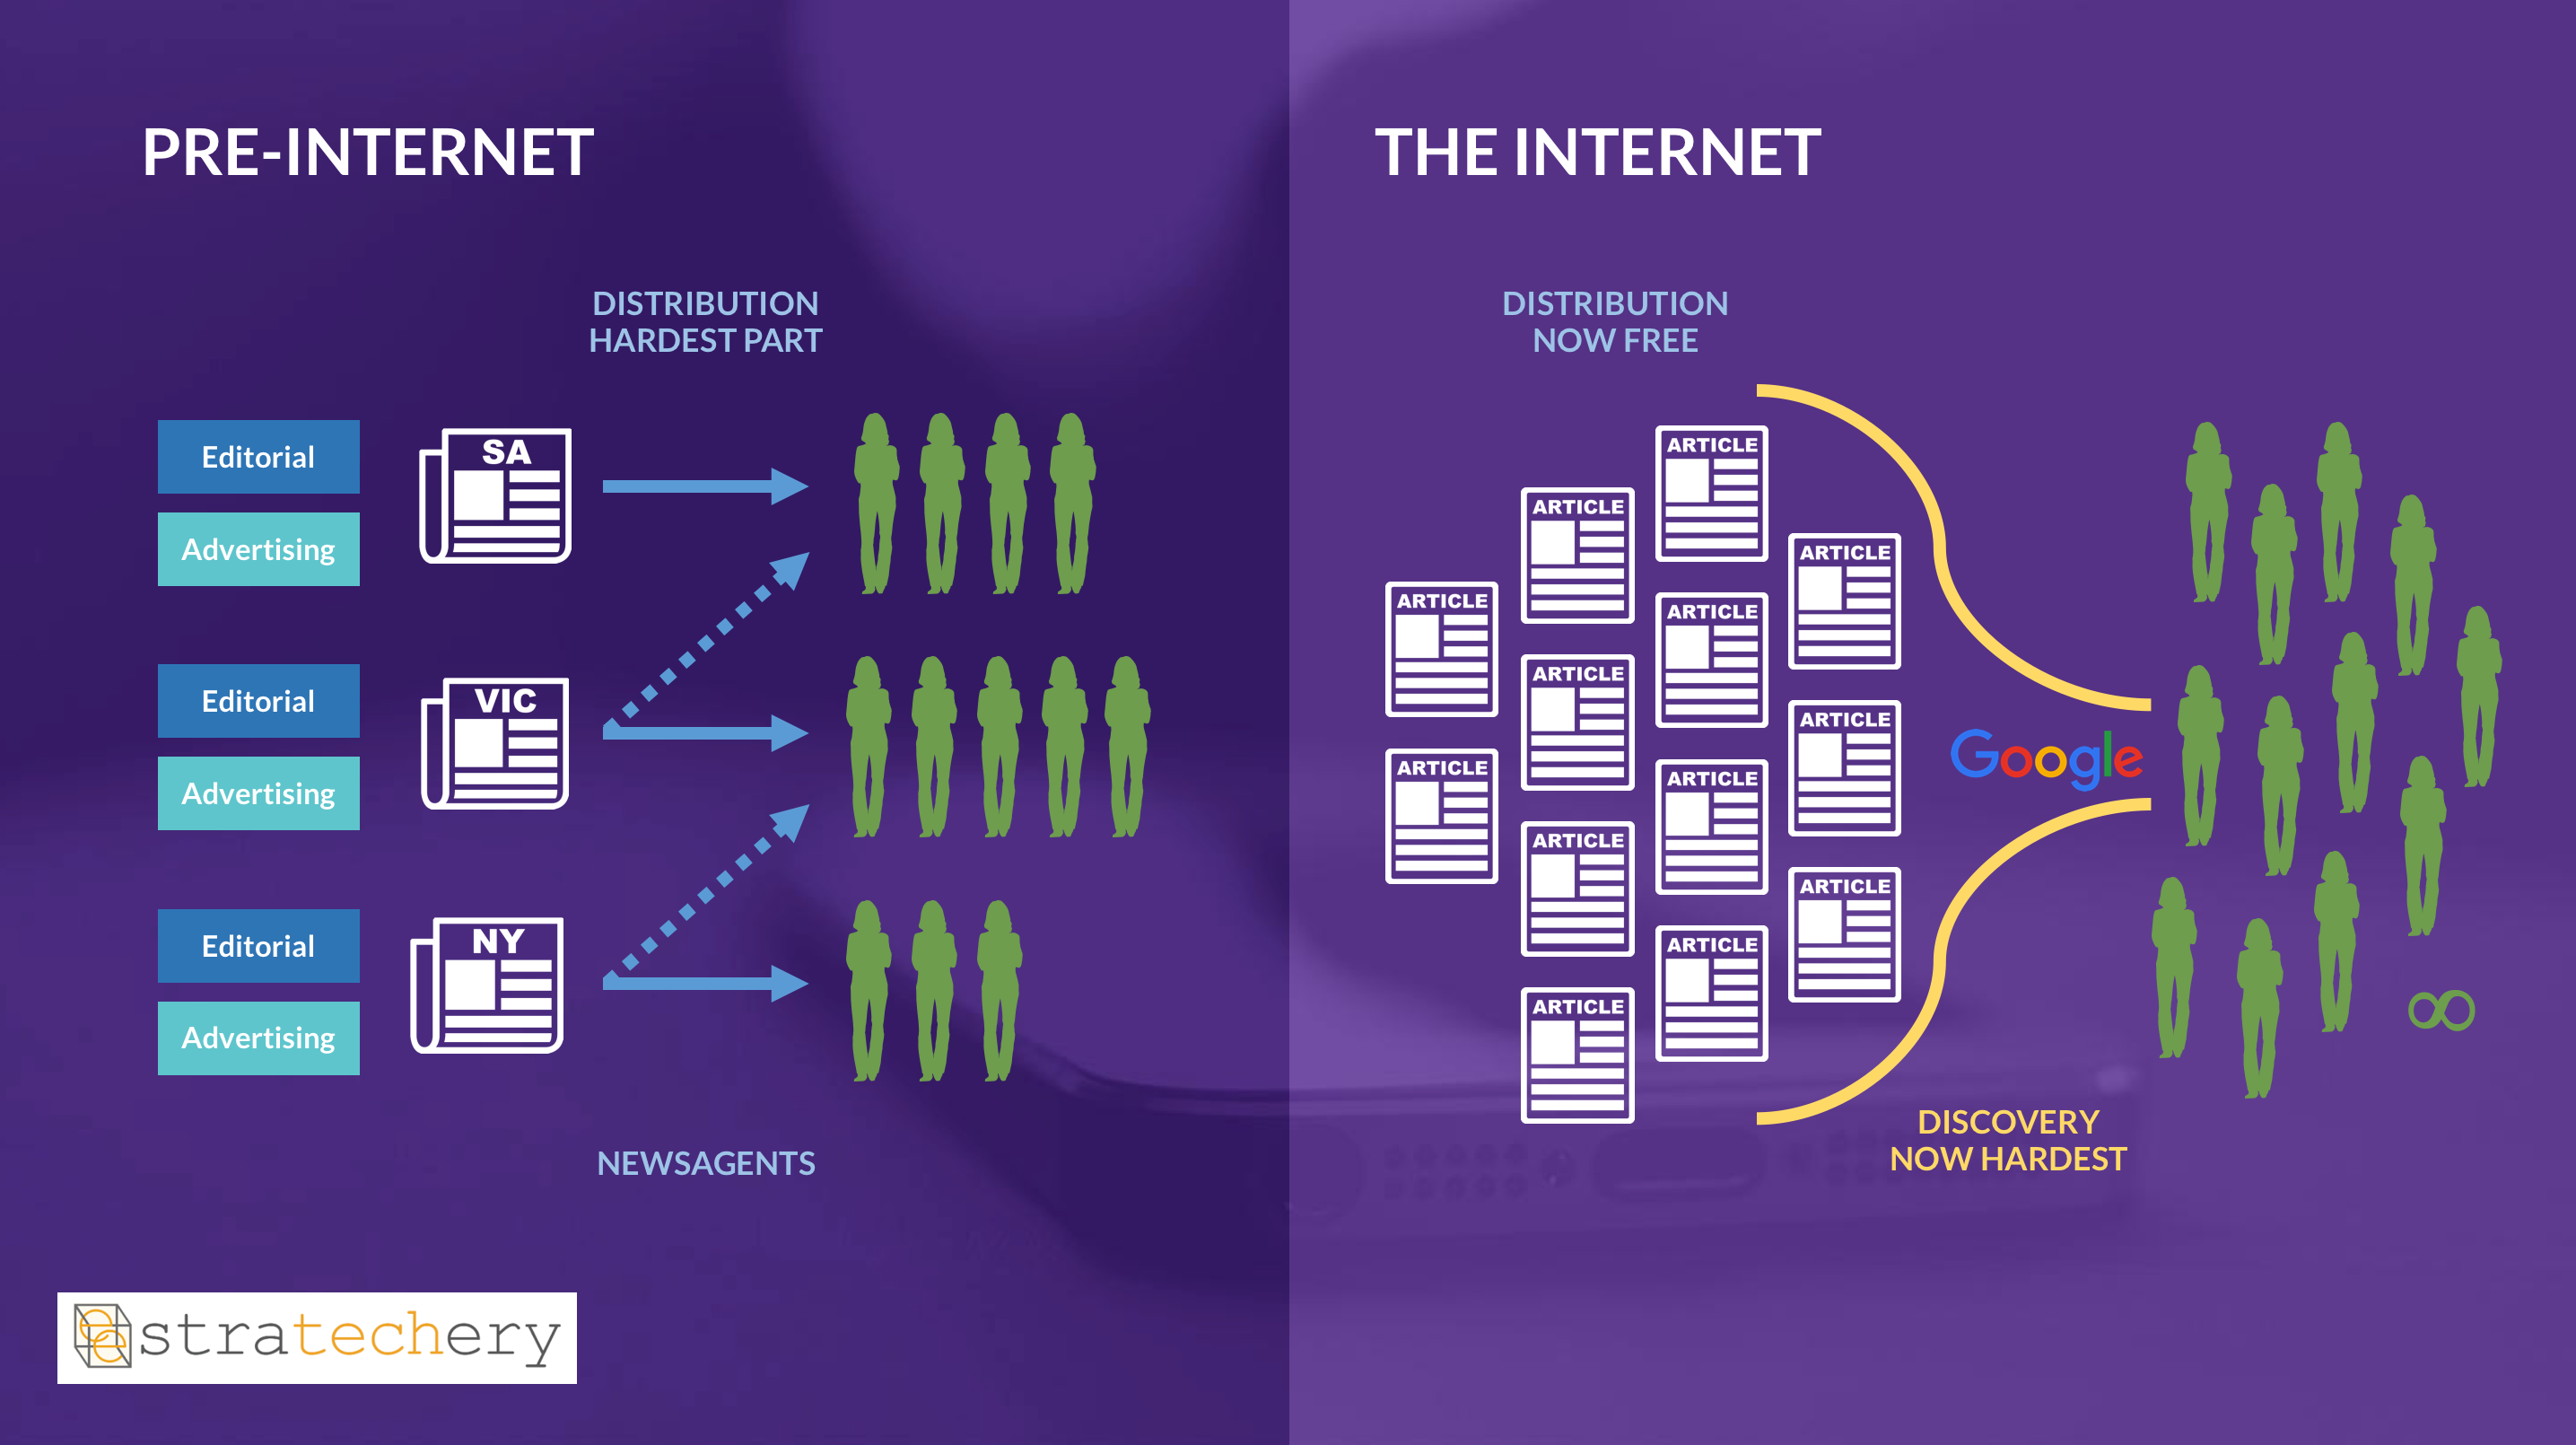 PRE-INTERNET
DISTRIBUTION
HARDEST PART
Editorial
Advertising
SA
Editorial
Advertising
VIC
Editorial
Advertising
NY
NEWSAGENTS
stratechery
THE INTERNET
DISTRIBUTION
NOW FREE
ARTICLE
ARTICLE
ARTICLE
ARTICLE
ARTICLE
ARTICLE
ARTICLE
ARTICLE
ARTICLE
ARTICLE
ARTICLE
ARTICLE
ARTICLE
Google
∞
DISCOVERY
NOW HARDEST